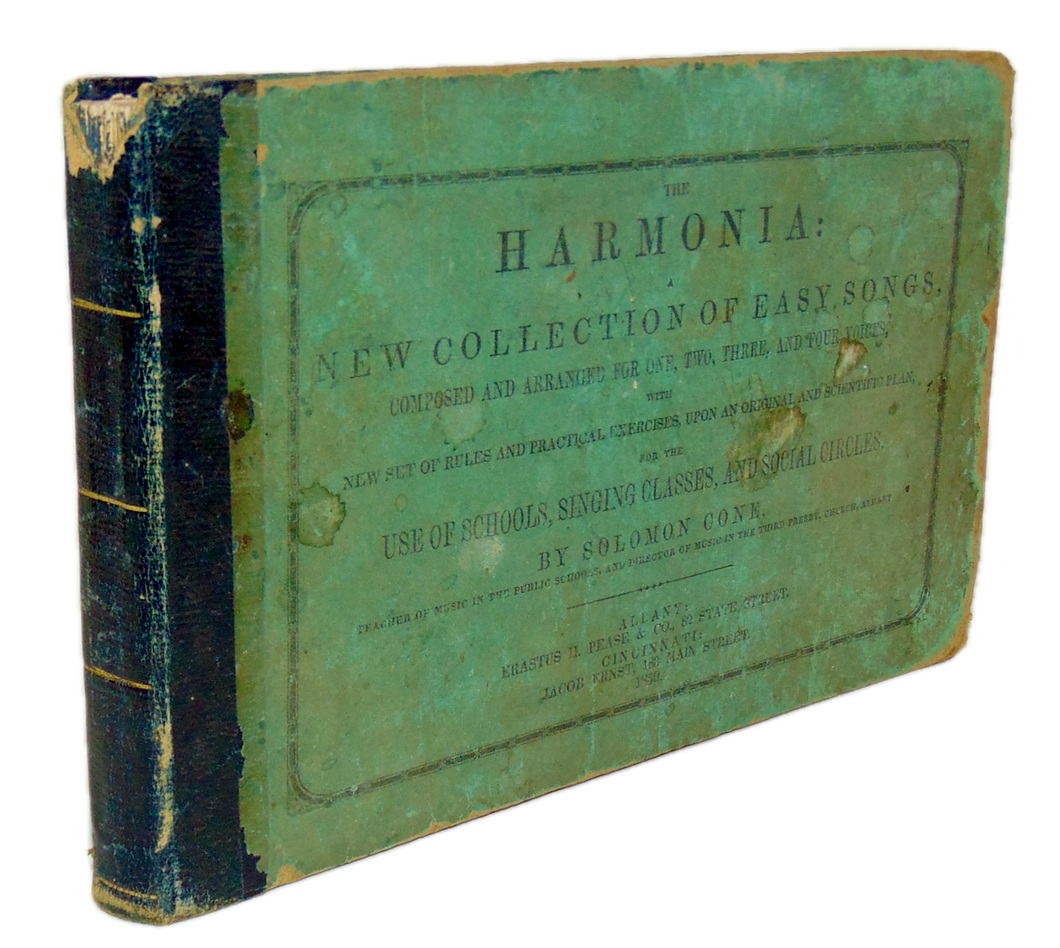 THE
HARMONIA:
A
NEW COLLECTION OF EASY SONGS,
COMPOSED AND ARRANGED FOR ONE, TWO, THREE, AND FOUR VOICES,
WITH
NEW SET OF RULES AND PRACTICAL EXERCISES, UPON AN ORIGINAL AND SCIENTIFIC PLAN,
FOR THE
USE OF SCHOOLS, SINGING CLASSES, AND SOCIAL CIRCLES.
BY SOLOMON CONE,
TEACHER OF MUSIC IN THE PUBLIC SCHOOLS, AND DIRECTOR OF MUSIC IN THE THIRD PRESBY. CHURCH, ALBANY
ALBANY:
ERASTUS H. PEASE & CO., 82 STATE STREET.
CINCINNATI:
JACOB ERNST, MAIN STREET.